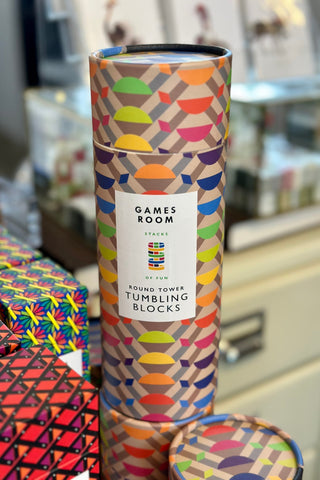 GAMES
ROOM
STACKS
OF FUN
ROUND TOWER
TUMBLING
BLOCKS